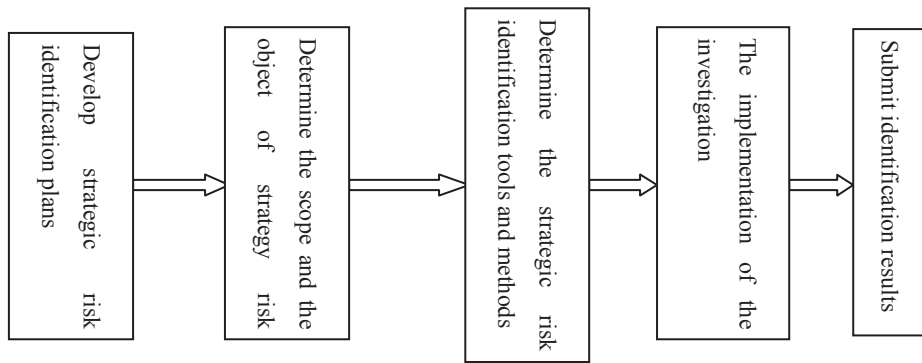 Develop strategic risk
identification plans
Determine the scope and the
object of strategy risk
Determine the strategic risk
identification tools and methods
The implementation of the
investigation
Submit identification results